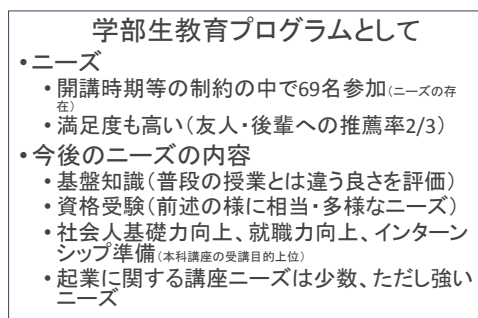 学部生教育プログラムとして
•ニーズ
•開講時期等の制約の中で69名参加(ニーズの存
在)
•満足度も高い(友人・後輩への推薦率2/3)
•今後のニーズの内容
•基盤知識(普段の授業とは違う良さを評価)
•資格受験(前述の様に相当・多様なニーズ)
•社会人基礎力向上、就職力向上、インターン
シップ準備(本科講座の受講目的上位)
•起業に関する講座ニーズは少数、ただし強い
ニーズ